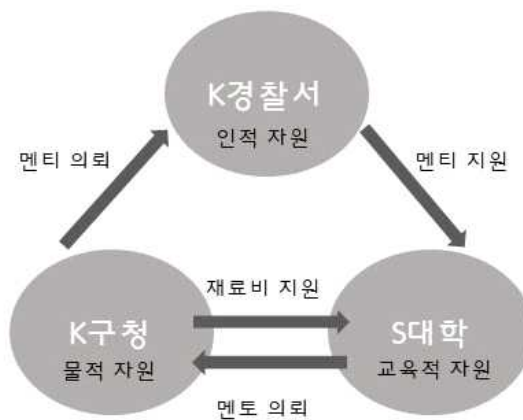 K경찰서
인적 자원
멘티 의뢰
멘티 지원
재료비 지원
K구청
물적 자원
S대학
교육적 자원
멘토 의뢰